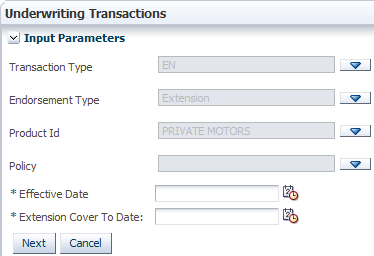 Underwriting Transactions
Input Parameters
Transaction Type EN
Endorsement Type Extension
Product Id PRIVATE MOTORS
Policy
* Effective Date
* Extension Cover To Date:
Next Cancel